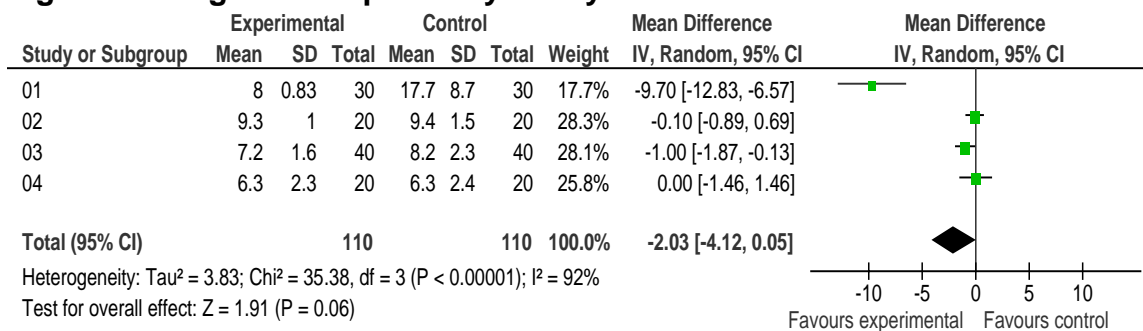 Experimental Control Mean Difference Mean Difference
Study or Subgroup Mean SD Total Mean SD Total Weight IV, Random, 95% CI IV, Random, 95% CI
01 8 0.83 30 17.7 8.7 30 17.7% -9.70 [-12.83, -6.57]
02 9.3 1 20 9.4 1.5 20 28.3% -0.10 [-0.89, 0.69]
03 7.2 1.6 40 8.2 2.3 40 28.1% -1.00 [-1.87, -0.13]
04 6.3 2.3 20 6.3 2.4 20 25.8% 0.00 [-1.46, 1.46]
Total (95% CI) 110 110 100.0% -2.03 [-4.12, 0.05]
Heterogeneity: Tau² = 3.83; Chi² = 35.38, df = 3 (P < 0.00001); I² = 92%
Test for overall effect: Z = 1.91 (P = 0.06)
-10 -5 0 5 10
Favours experimental Favours control